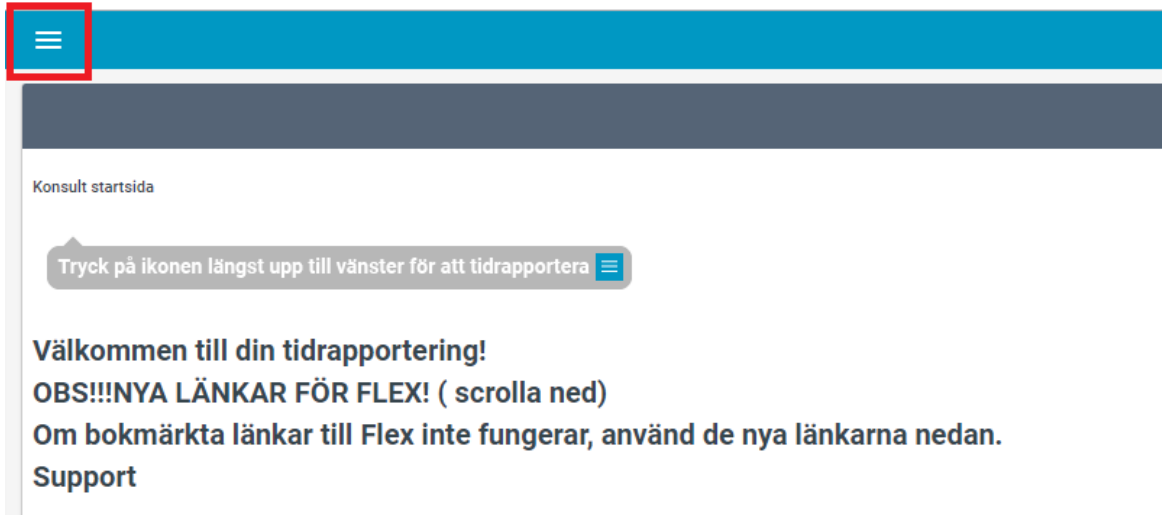 Konsult startsida
Tryck på ikonen längst upp till vänster för att tidrapportera
Välkommen till din tidrapportering!
OBS!!!NYA LÄNKAR FÖR FLEX! ( scrolla ned)
Om bokmärkta länkar till Flex inte fungerar, använd de nya länkarna nedan.
Support